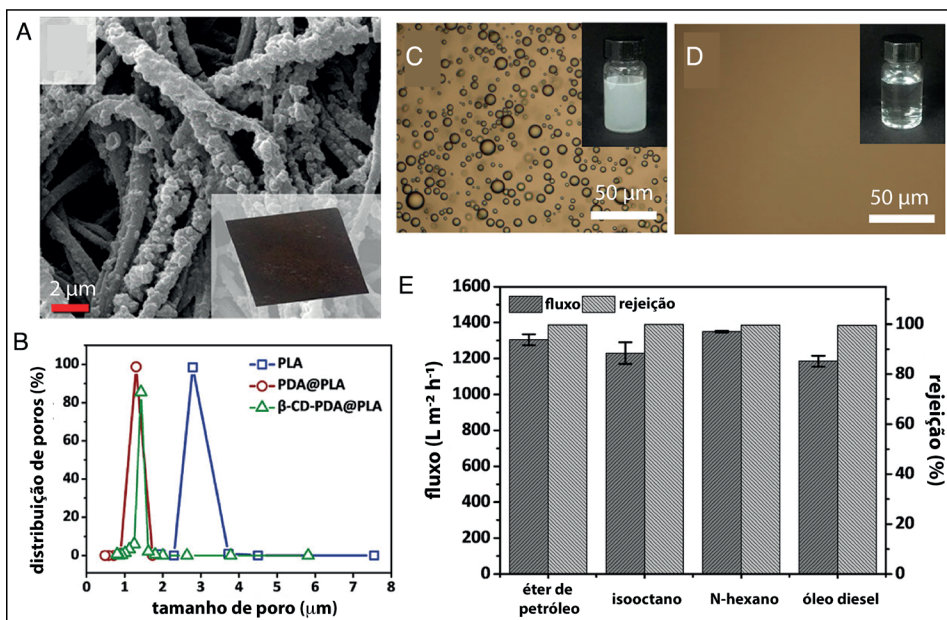 A
2 µm
B
distribuição de poros (%)
100
80
60
40
20
0
PLA
PDA@PLA
β-CD-PDA@PLA
0 1 2 3 4 5 6 7 8
tamanho de poro (µm)
C
50 µm
D
50 µm
E
fluxo (L m⁻² h⁻¹)
1600
1400
1200
1000
800
600
400
200
0
fluxo
rejeição
100
80
60
40
20
0
rejeição (%)
éter de petróleo
isooctano
N-hexano
óleo diesel